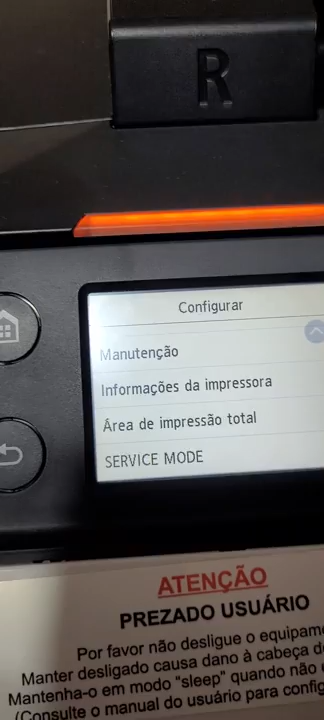 R
Configurar
Manutenção
Informações da impressora
Área de impressão total
SERVICE MODE
ATENÇÃO
PREZADO USUÁRIO
Por favor não desligue o equipame
Manter desligado causa dano à cabeça d
Mantenha-o em modo "sleep" quando não
(Consulte o manual do usuário para config